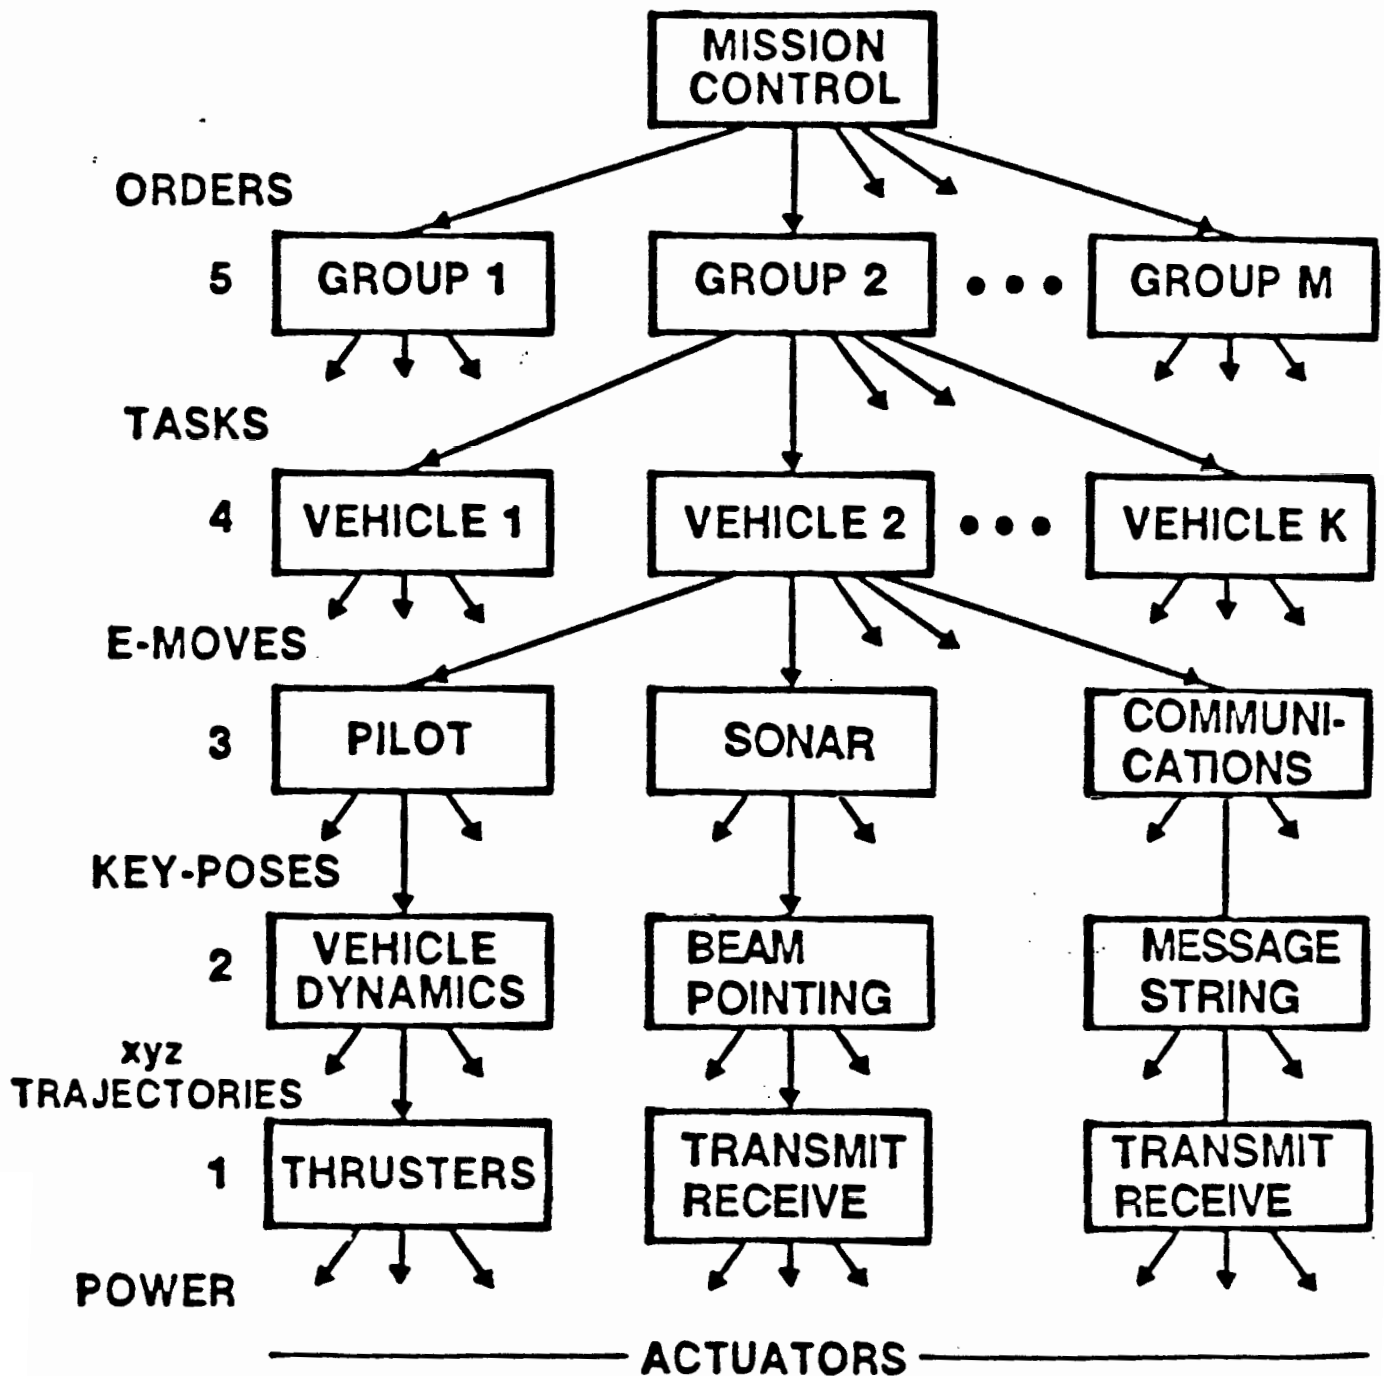 MISSION
CONTROL
ORDERS
5
GROUP 1
GROUP 2
GROUP M
TASKS
4
VEHICLE 1
VEHICLE 2
VEHICLE K
E-MOVES
3
PILOT
SONAR
COMMUNI-
CATIONS
KEY-POSES
2
VEHICLE
DYNAMICS
BEAM
POINTING
MESSAGE
STRING
xyz
TRAJECTORIES
1
THRUSTERS
TRANSMIT
RECEIVE
TRANSMIT
RECEIVE
POWER
ACTUATORS